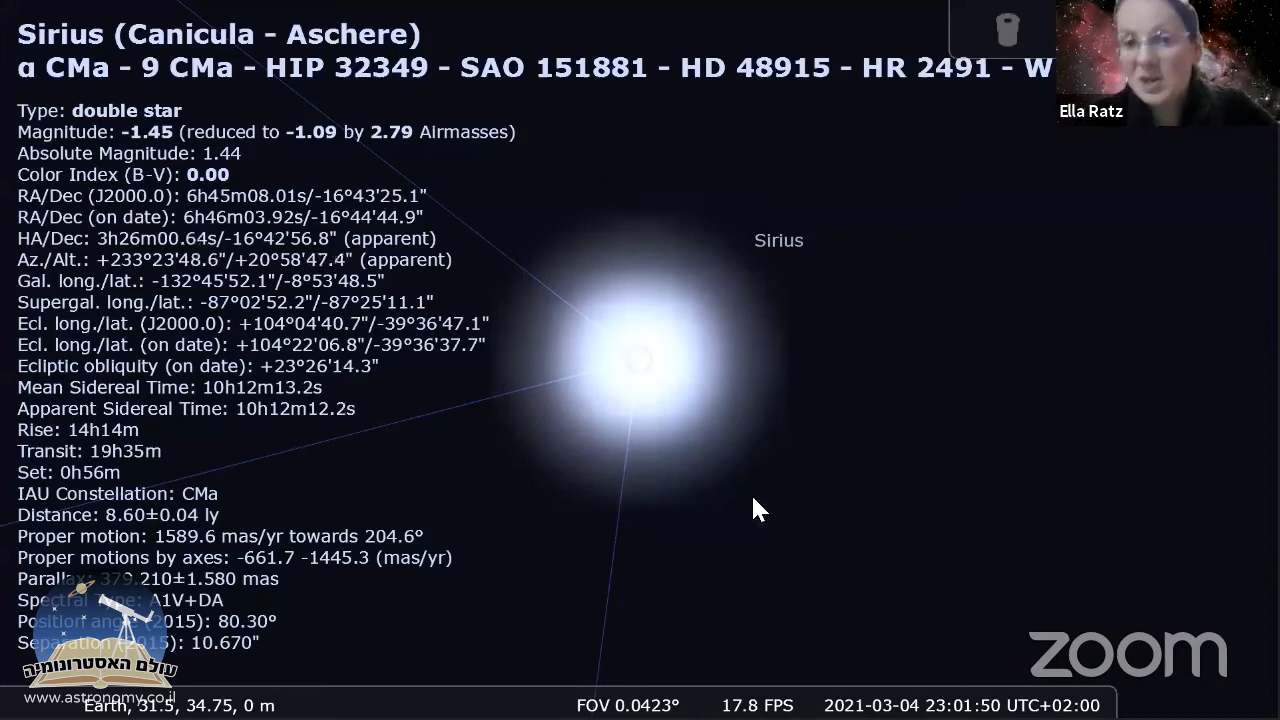 Sirius (Canicula - Aschere)
α CMa - 9 CMa - HIP 32349 - SAO 151881 - HD 48915 - HR 2491 - W
Ella Ratz
Type: double star
Magnitude: -1.45 (reduced to -1.09 by 2.79 Airmasses)
Absolute Magnitude: 1.44
Color Index (B-V): 0.00
RA/Dec (J2000.0): 6h45m08.01s/-16°43'25.1"
RA/Dec (on date): 6h46m03.92s/-16°44'44.9"
HA/Dec: 3h26m00.64s/-16°42'56.8" (apparent)
Sirius
Az./Alt.: +233°23'48.6"/+20°58'47.4" (apparent)
Gal. long./lat.: -132°45'52.1"/-8°53'48.5"
Supergal. long./lat.: -87°02'52.2"/-87°25'11.1"
Ecl. long./lat. (J2000.0): +104°04'40.7"/-39°36'47.1"
Ecl. long./lat. (on date): +104°22'06.8"/-39°36'37.7"
Ecliptic obliquity (on date): +23°26'14.3"
Mean Sidereal Time: 10h12m13.2s
Apparent Sidereal Time: 10h12m12.2s
Rise: 14h14m
Transit: 19h35m
Set: 0h56m
IAU Constellation: CMa
Distance: 8.60±0.04 ly
Proper motion: 1589.6 mas/yr towards 204.6°
Proper motions by axes: -661.7 -1445.3 (mas/yr)
Parallax: 379.210±1.580 mas
Spectral Type: A1V+DA
Position angle (2015): 80.30°
Separation (2015): 10.670"
עולם האסטרונומיה
www.astronomy.co.il
zoom
Earth, 31.5, 34.75, 0 m
FOV 0.0423°
17.8 FPS
2021-03-04 23:01:50 UTC+02:00